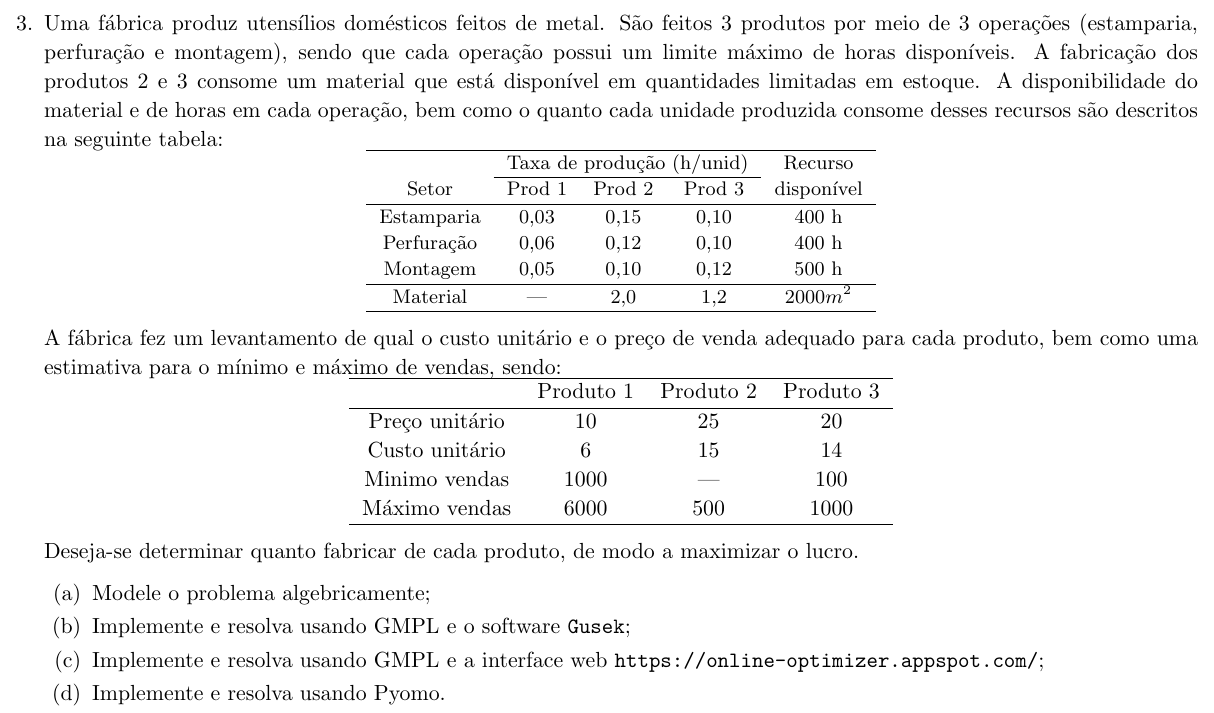 3. Uma fábrica produz utensílios domésticos feitos de metal. São feitos 3 produtos por meio de 3 operações (estamparia,
perfuração e montagem), sendo que cada operação possui um limite máximo de horas disponíveis. A fabricação dos
produtos 2 e 3 consome um material que está disponível em quantidades limitadas em estoque. A disponibilidade do
material e de horas em cada operação, bem como o quanto cada unidade produzida consome desses recursos são descritos
na seguinte tabela:
Taxa de produção (h/unid) Recurso
Setor Prod 1 Prod 2 Prod 3 disponível
Estamparia 0,03 0,15 0,10 400 h
Perfuração 0,06 0,12 0,10 400 h
Montagem 0,05 0,10 0,12 500 h
Material — 2,0 1,2 2000m²
A fábrica fez um levantamento de qual o custo unitário e o preço de venda adequado para cada produto, bem como uma
estimativa para o mínimo e máximo de vendas, sendo:
Produto 1 Produto 2 Produto 3
Preço unitário 10 25 20
Custo unitário 6 15 14
Minimo vendas 1000 — 100
Máximo vendas 6000 500 1000
Deseja-se determinar quanto fabricar de cada produto, de modo a maximizar o lucro.
(a) Modele o problema algebricamente;
(b) Implemente e resolva usando GMPL e o software Gusek;
(c) Implemente e resolva usando GMPL e a interface web https://online-optimizer.appspot.com/;
(d) Implemente e resolva usando Pyomo.